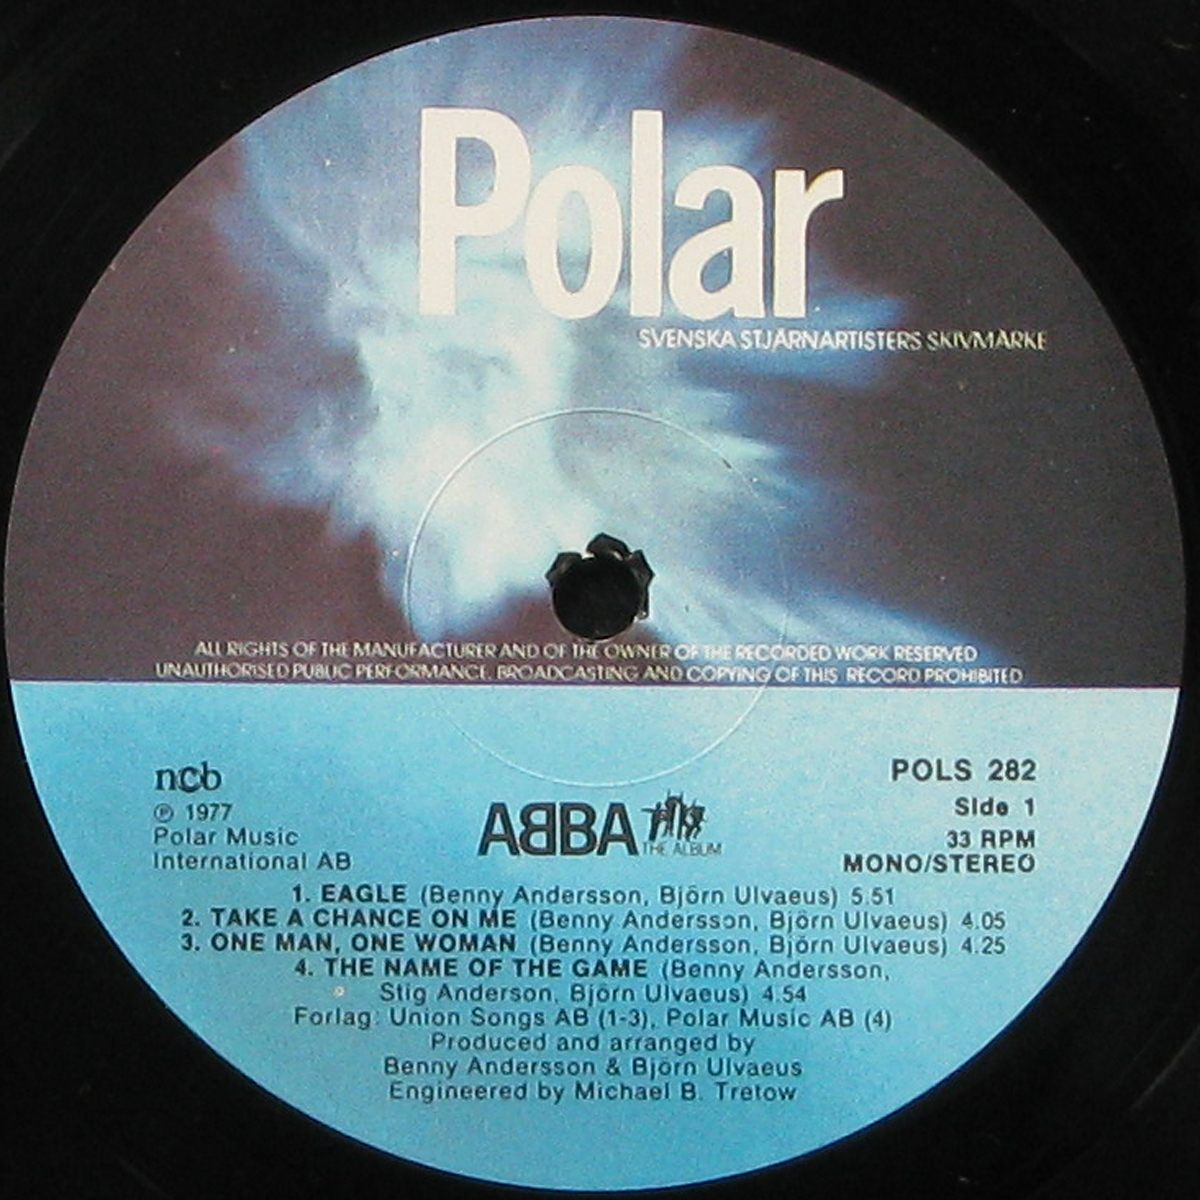 Polar
SVENSKA STJÄRNARTISTERS SKIVMÄRKE
ALL RIGHTS OF THE MANUFACTURER AND OF THE OWNER OF THE RECORDED WORK RESERVED
UNAUTHORISED PUBLIC PERFORMANCE, BROADCASTING AND COPYING OF THIS RECORD PROHIBITED
ncb
℗ 1977
Polar Music
International AB
ABBA
THE ALBUM
POLS 282
Side 1
33 RPM
MONO/STEREO
1. EAGLE (Benny Andersson, Björn Ulvaeus) 5.51
2. TAKE A CHANCE ON ME (Benny Andersson, Björn Ulvaeus) 4.05
3. ONE MAN, ONE WOMAN (Benny Andersson, Björn Ulvaeus) 4.25
4. THE NAME OF THE GAME (Benny Andersson,
Stig Anderson, Björn Ulvaeus) 4.54
Forlag: Union Songs AB (1-3), Polar Music AB (4)
Produced and arranged by
Benny Andersson & Björn Ulvaeus
Engineered by Michael B. Tretow